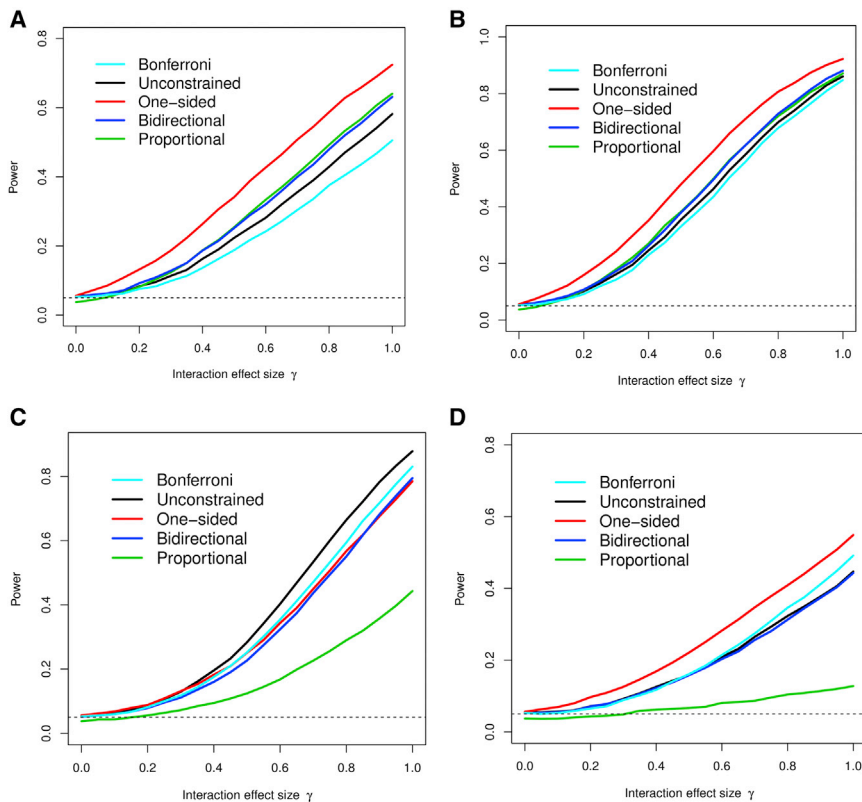 A
0.8
0.6
0.4
0.2
0.0
Power
Bonferroni
Unconstrained
One−sided
Bidirectional
Proportional
0.0 0.2 0.4 0.6 0.8 1.0
Interaction effect size γ
B
1.0
0.8
0.6
0.4
0.2
0.0
Power
Bonferroni
Unconstrained
One−sided
Bidirectional
Proportional
0.0 0.2 0.4 0.6 0.8 1.0
Interaction effect size γ
C
0.8
0.6
0.4
0.2
0.0
Power
Bonferroni
Unconstrained
One−sided
Bidirectional
Proportional
0.0 0.2 0.4 0.6 0.8 1.0
Interaction effect size γ
D
0.8
0.6
0.4
0.2
0.0
Power
Bonferroni
Unconstrained
One−sided
Bidirectional
Proportional
0.0 0.2 0.4 0.6 0.8 1.0
Interaction effect size γ